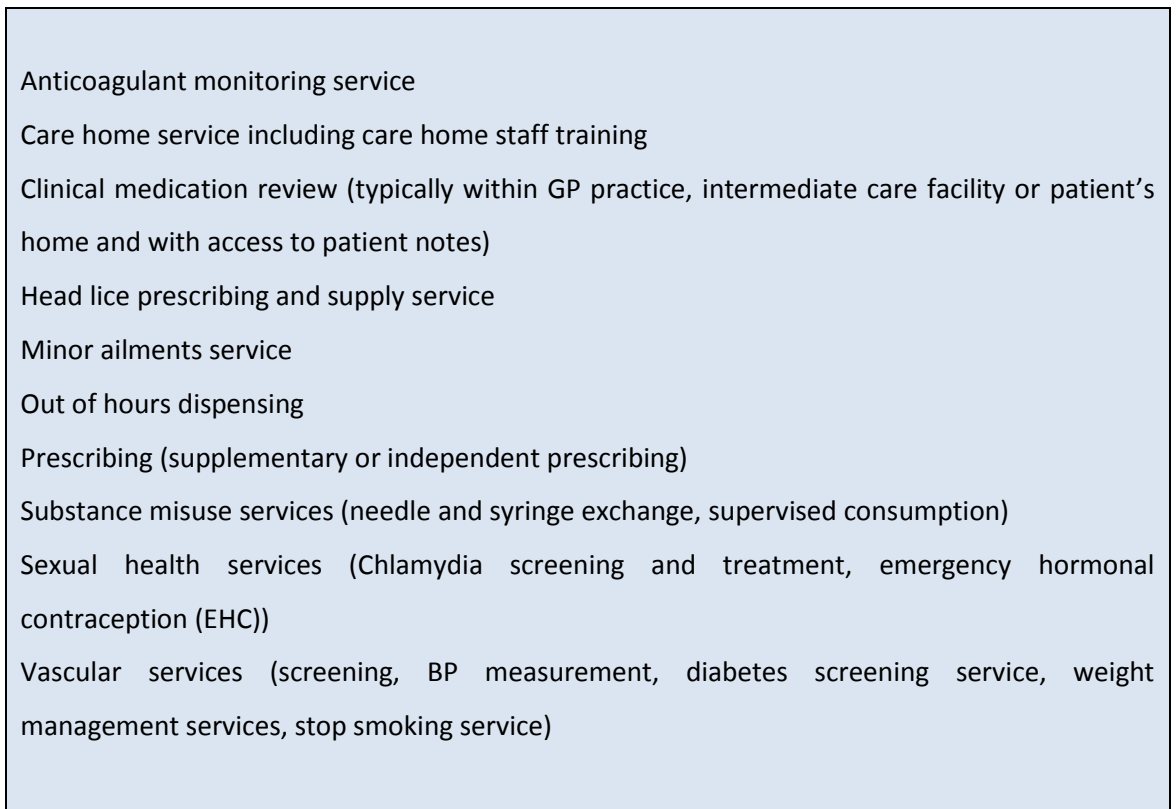 Anticoagulant monitoring service
Care home service including care home staff training
Clinical medication review (typically within GP practice, intermediate care facility or patient’s
home and with access to patient notes)
Head lice prescribing and supply service
Minor ailments service
Out of hours dispensing
Prescribing (supplementary or independent prescribing)
Substance misuse services (needle and syringe exchange, supervised consumption)
Sexual health services (Chlamydia screening and treatment, emergency hormonal
contraception (EHC))
Vascular services (screening, BP measurement, diabetes screening service, weight
management services, stop smoking service)